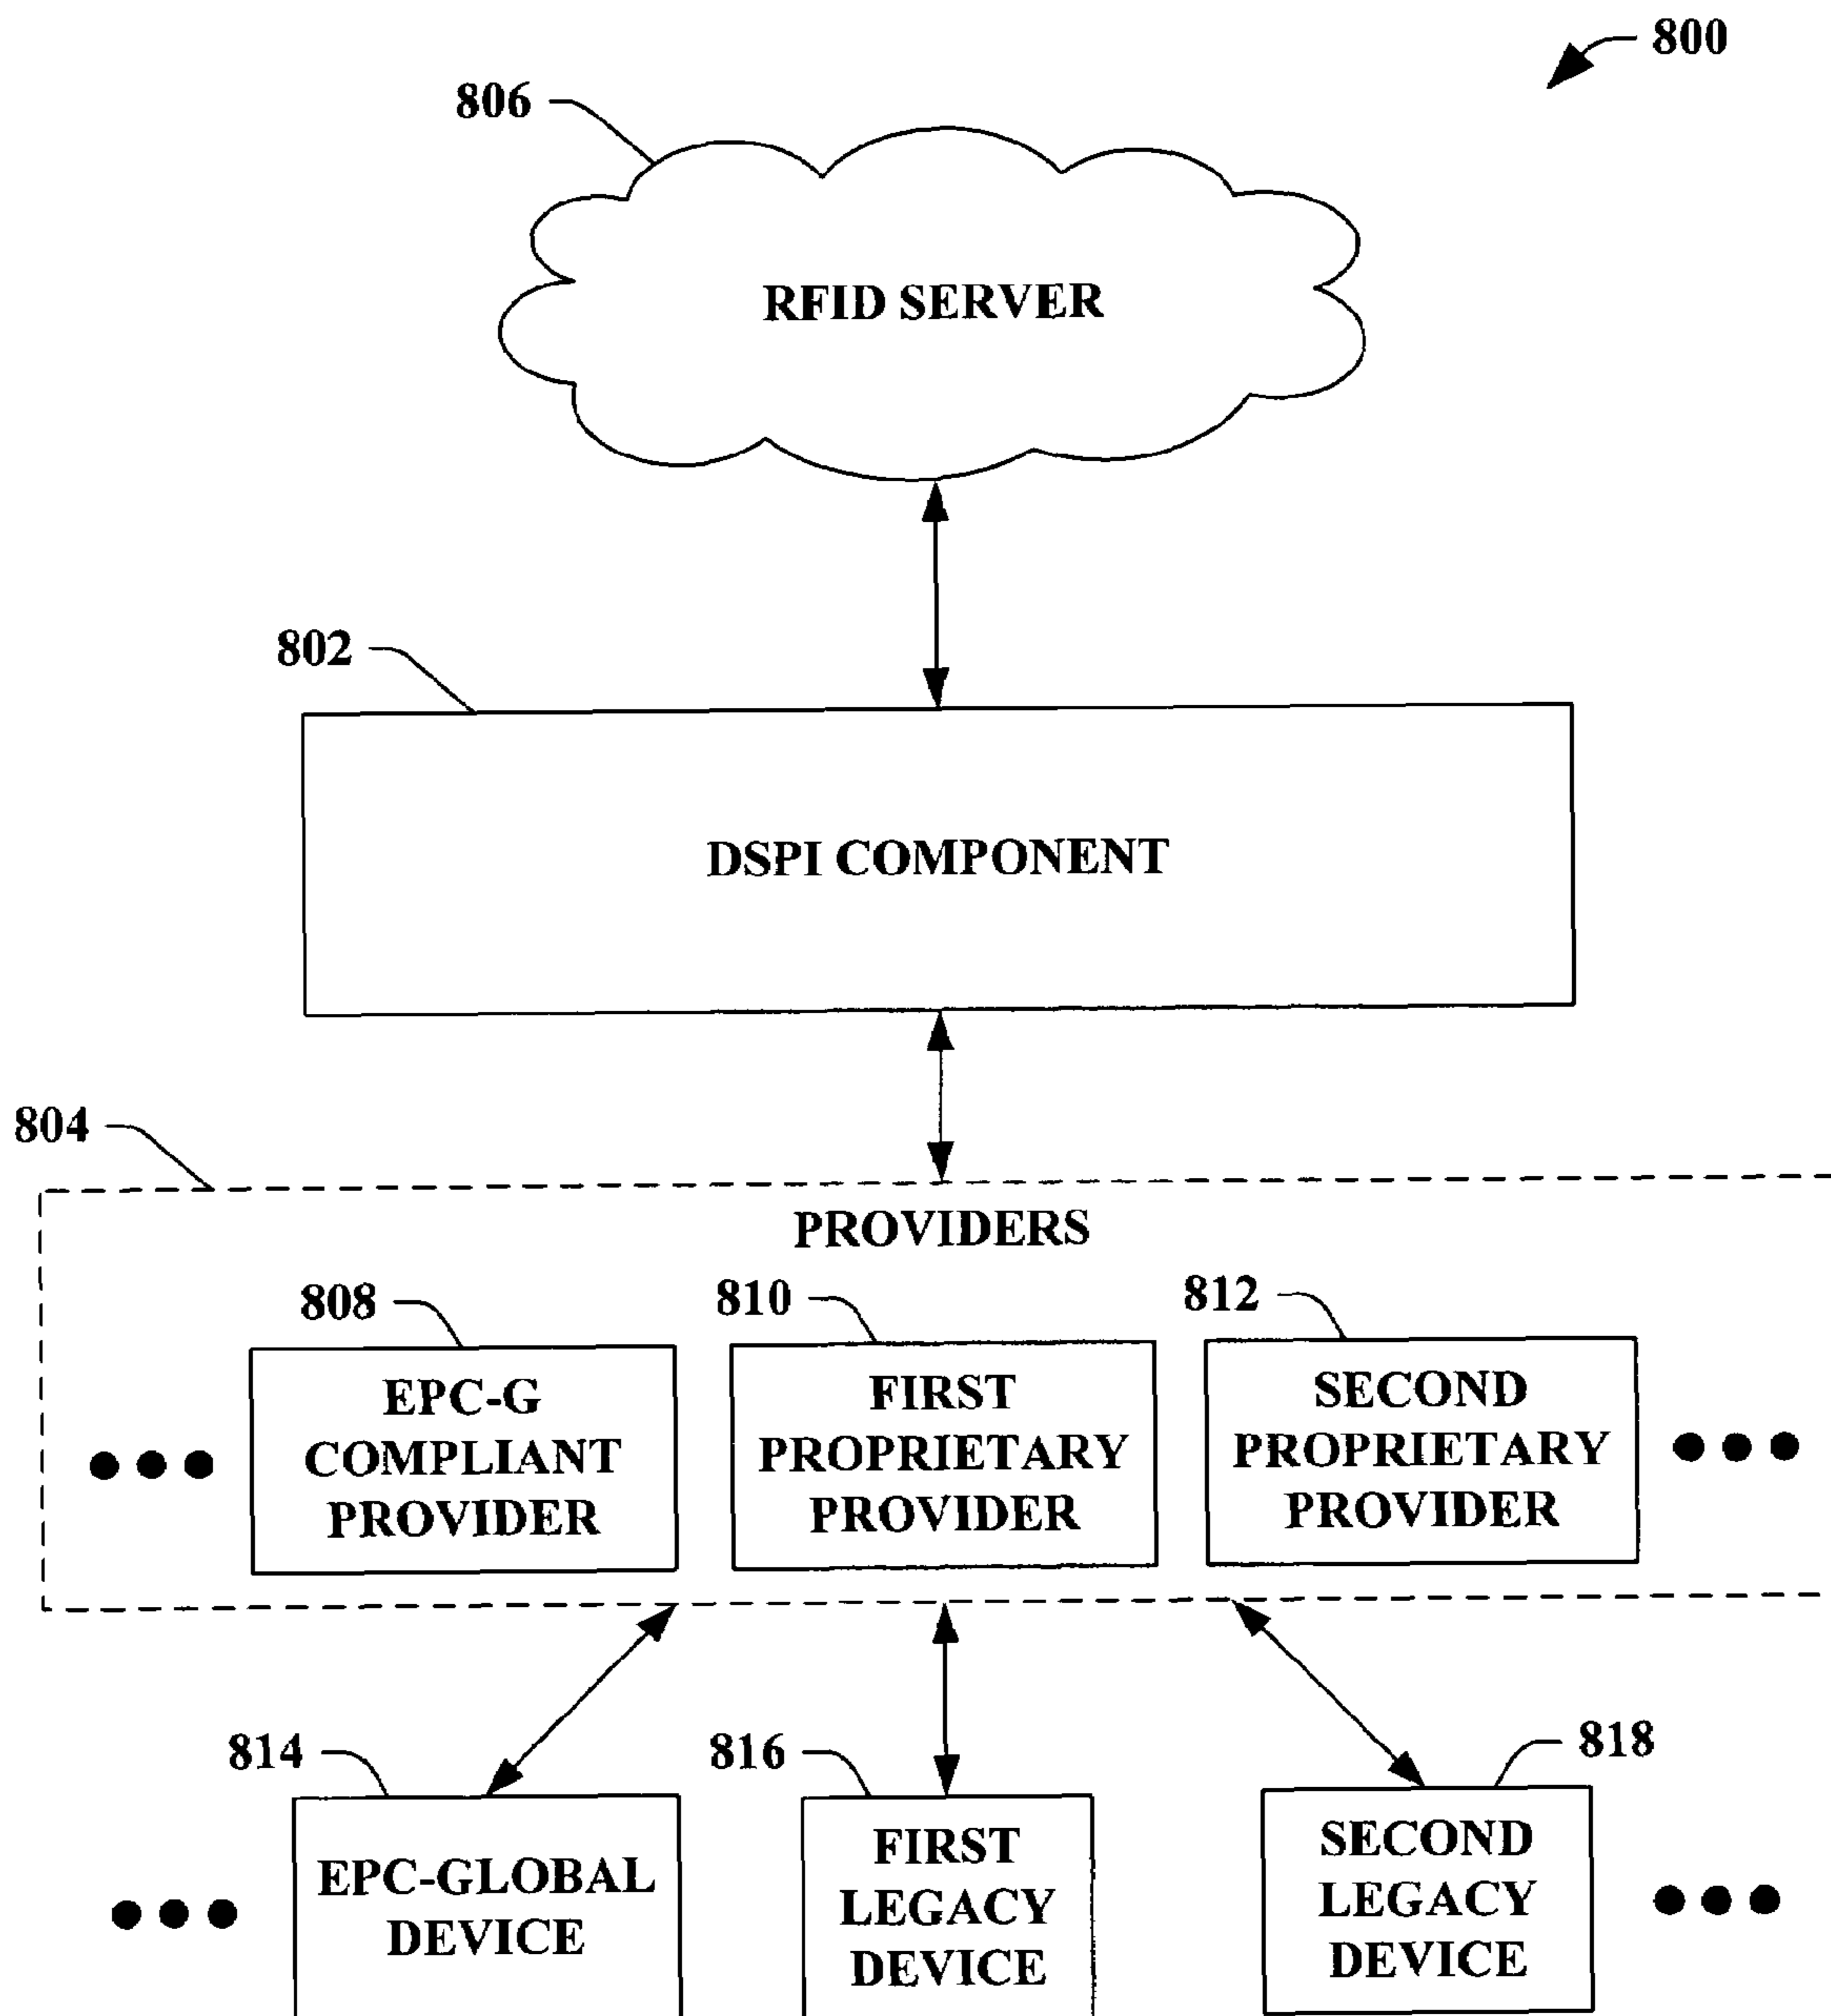 800
806
RFID SERVER
802
DSPI COMPONENT
804
PROVIDERS
808
810
812
EPC-G
COMPLIANT
PROVIDER
FIRST
PROPRIETARY
PROVIDER
SECOND
PROPRIETARY
PROVIDER
814
816
818
EPC-GLOBAL
DEVICE
FIRST
LEGACY
DEVICE
SECOND
LEGACY
DEVICE